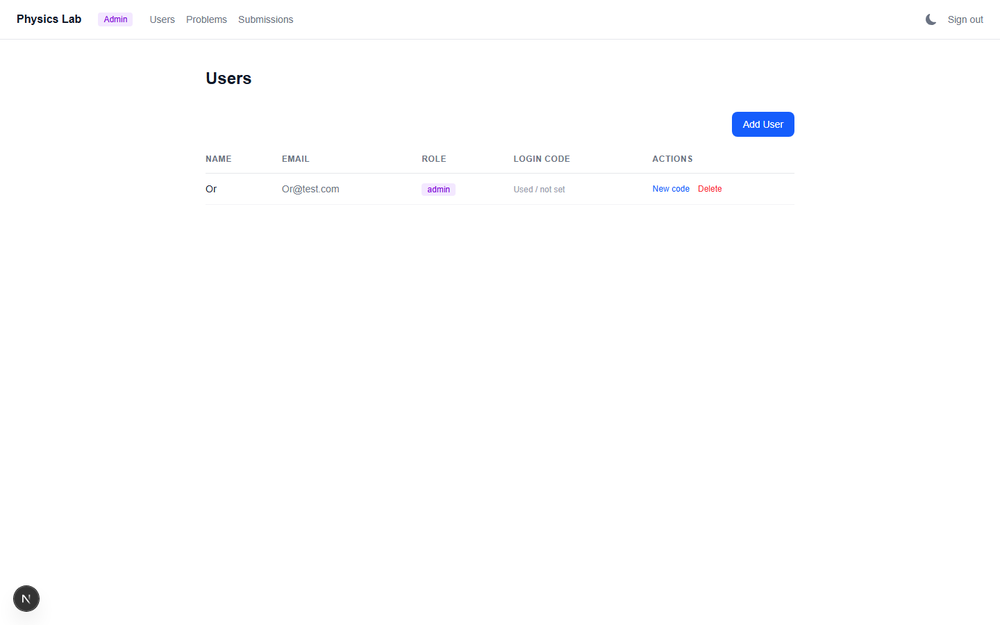 Physics Lab Admin Users Problems Submissions Sign out
Users
Add User
NAME EMAIL ROLE LOGIN CODE ACTIONS
Or Or@test.com admin Used / not set New code Delete
N